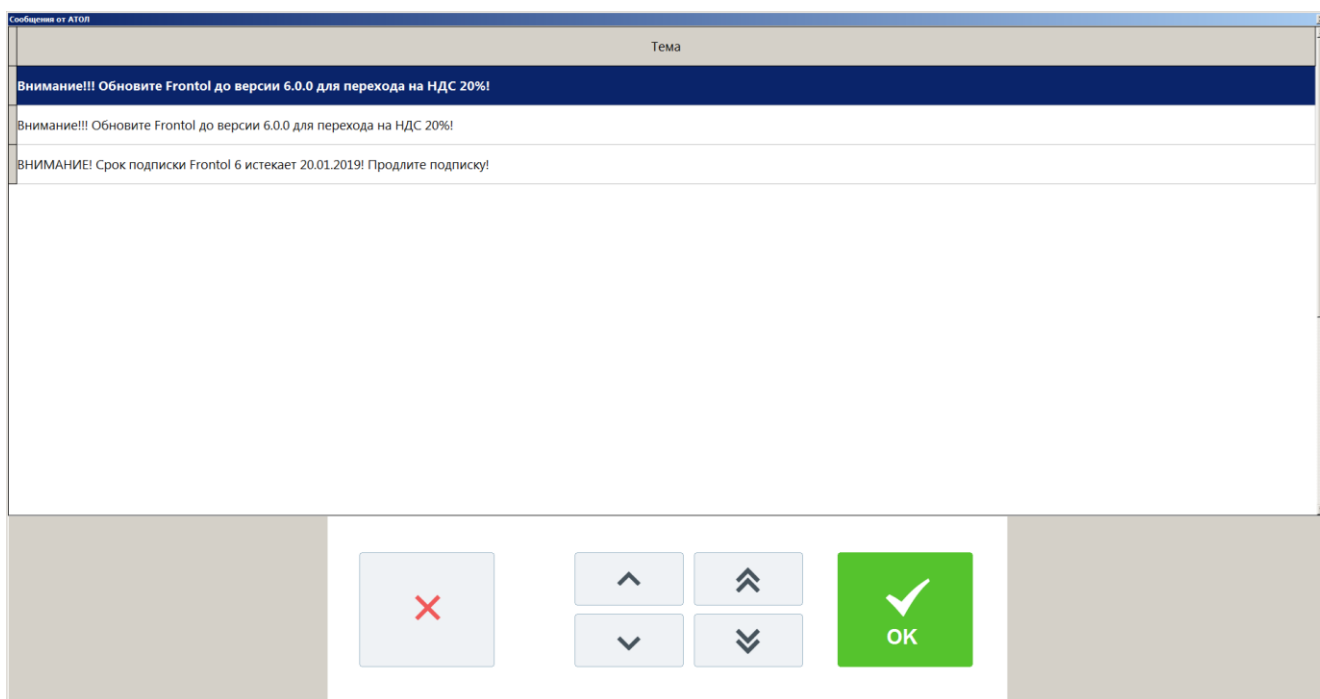 Сообщения от АТОЛ
Тема
Внимание!!! Обновите Frontol до версии 6.0.0 для перехода на НДС 20%!
Внимание!!! Обновите Frontol до версии 6.0.0 для перехода на НДС 20%!
ВНИМАНИЕ! Срок подписки Frontol 6 истекает 20.01.2019! Продлите подписку!
ОК